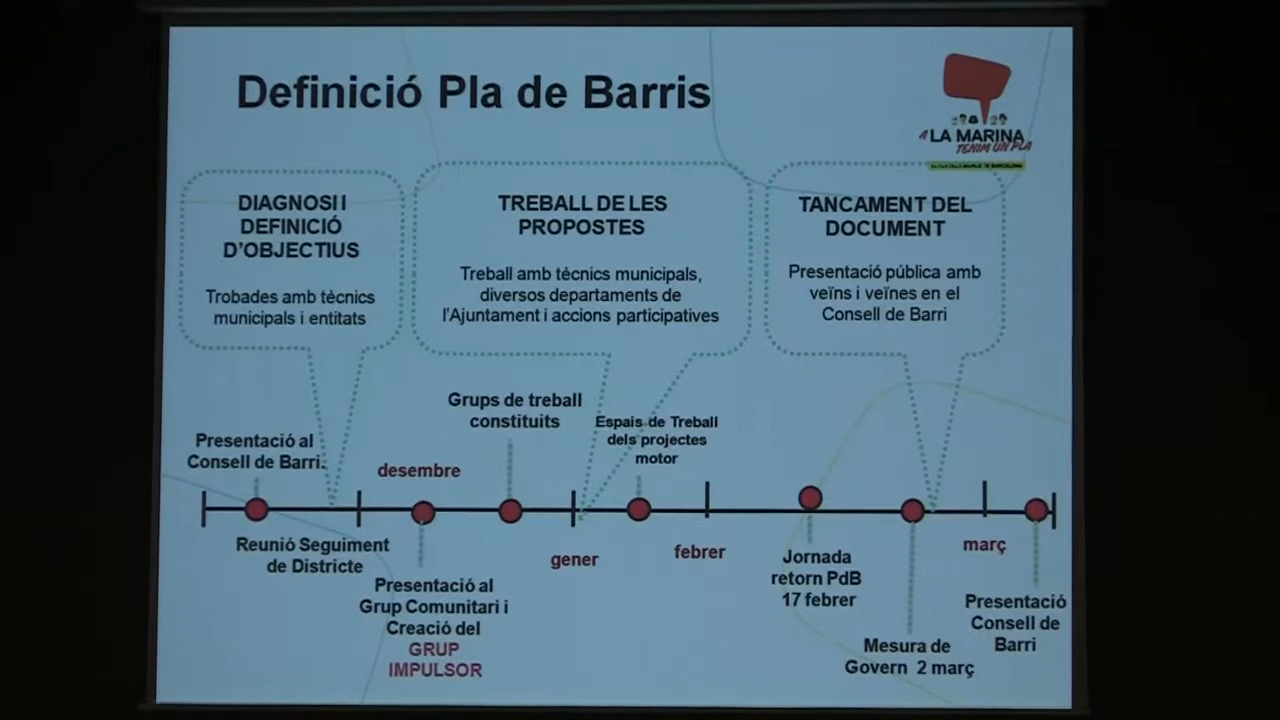 Definició Pla de Barris
A LA MARINA
TENIM UN PLA
DIAGNOSI I
DEFINICIÓ
D'OBJECTIUS
Trobades amb tècnics
municipals i entitats
TREBALL DE LES
PROPOSTES
Treball amb tècnics municipals,
diversos departaments de
l'Ajuntament i accions participatives
TANCAMENT DEL
DOCUMENT
Presentació pública amb
veïns i veïnes en el
Consell de Barri
Presentació al
Consell de Barri.
desembre
Grups de treball
constituits
Espais de Treball
dels projectes
motor
Reunió Seguiment
de Districte
Presentació al
Grup Comunitari i
Creació del
GRUP
IMPULSOR
gener
febrer
Jornada
retorn PdB
17 febrer
Mesura de
Govern 2 març
març
Presentació
Consell de
Barri